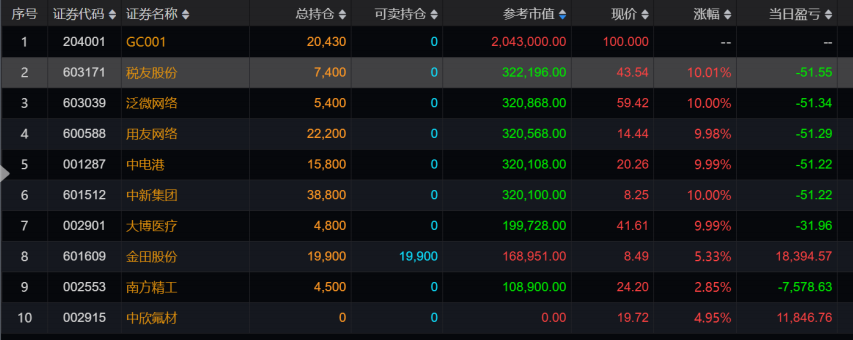 序号 证券代码 证券名称 总持仓 可卖持仓 参考市值 现价 涨幅 当日盈亏
1 204001 GC001 20,430 0 2,043,000.00 100.000 -- --
2 603171 税友股份 7,400 0 322,196.00 43.54 10.01% -51.55
3 603039 泛微网络 5,400 0 320,868.00 59.42 10.00% -51.34
4 600588 用友网络 22,200 0 320,568.00 14.44 9.98% -51.29
5 001287 中电港 15,800 0 320,108.00 20.26 9.99% -51.22
6 601512 中新集团 38,800 0 320,100.00 8.25 10.00% -51.22
7 002901 大博医疗 4,800 0 199,728.00 41.61 9.99% -31.96
8 601609 金田股份 19,900 19,900 168,951.00 8.49 5.33% 18,394.57
9 002553 南方精工 4,500 0 108,900.00 24.20 2.85% -7,578.63
10 002915 中欣氟材 0 0 0.00 19.72 4.95% 11,846.76